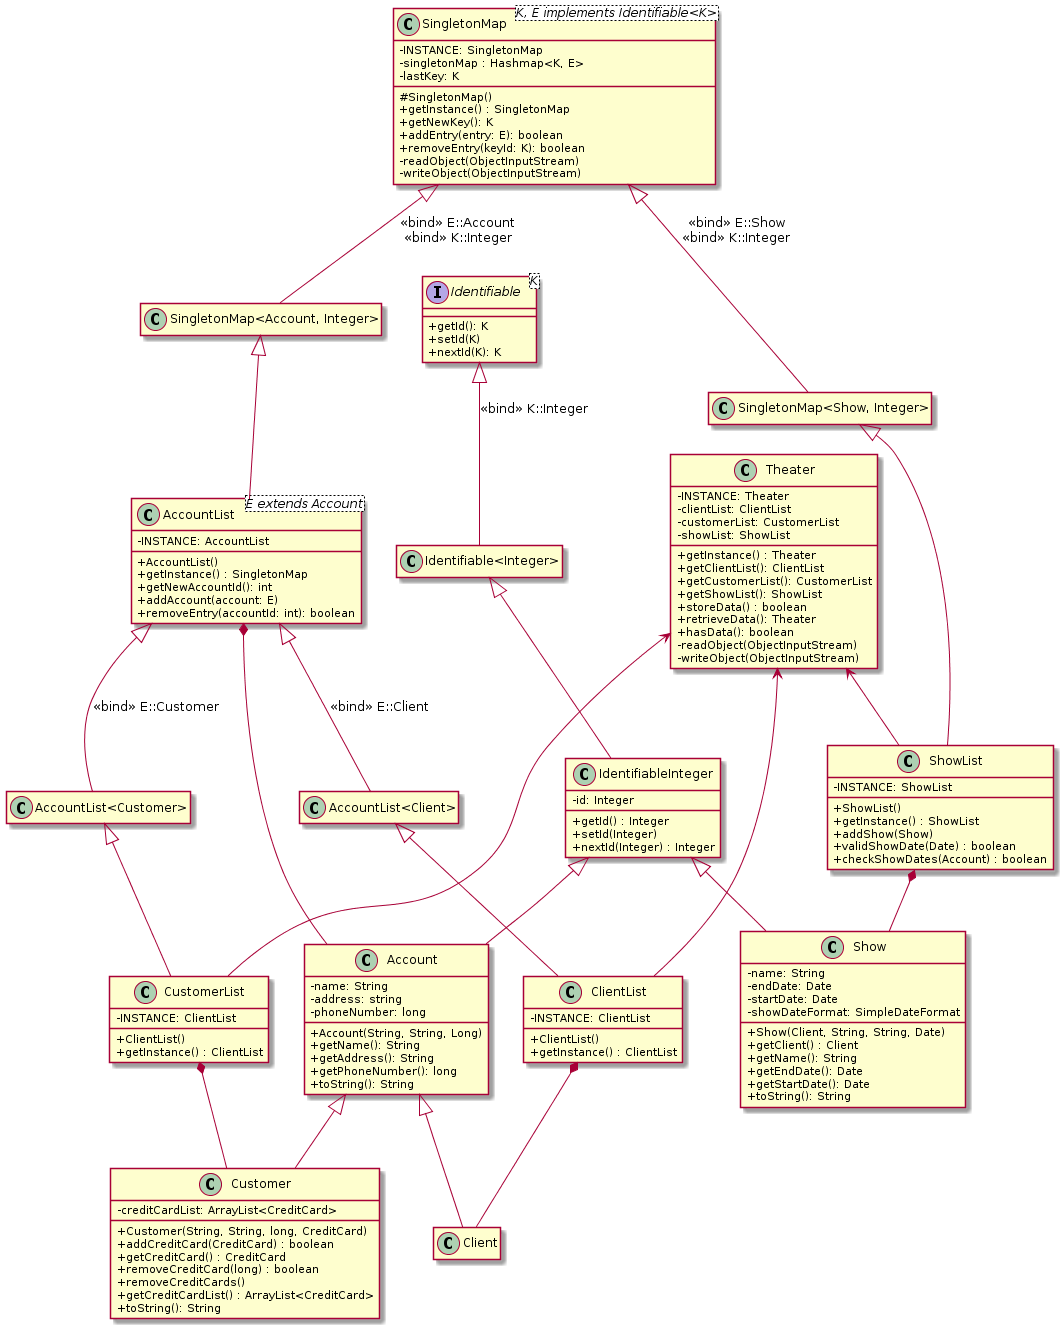 C SingletonMap
K, E implements Identifiable<K>
-INSTANCE: SingletonMap
-singletonMap : Hashmap<K, E>
-lastKey: K
#SingletonMap()
+getInstance() : SingletonMap
+getNewKey(): K
+addEntry(entry: E): boolean
+removeEntry(keyId: K): boolean
-readObject(ObjectInputStream)
-writeObject(ObjectInputStream)
«bind» E::Account
«bind» K::Integer
«bind» E::Show
«bind» K::Integer
C SingletonMap<Account, Integer>
I Identifiable
K
+getId(): K
+setId(K)
+nextId(K): K
«bind» K::Integer
C SingletonMap<Show, Integer>
C Theater
-INSTANCE: Theater
-clientList: ClientList
-customerList: CustomerList
-showList: ShowList
+getInstance() : Theater
+getClientList(): ClientList
+getCustomerList(): CustomerList
+getShowList(): ShowList
+storeData() : boolean
+retrieveData(): Theater
+hasData(): boolean
-readObject(ObjectInputStream)
-writeObject(ObjectInputStream)
C AccountList
E extends Account
-INSTANCE: AccountList
+AccountList()
+getInstance() : SingletonMap
+getNewAccountId(): int
+addAccount(account: E)
+removeEntry(accountId: int): boolean
C Identifiable<Integer>
«bind» E::Customer
«bind» E::Client
C AccountList<Customer>
C AccountList<Client>
C IdentifiableInteger
-id: Integer
+getId() : Integer
+setId(Integer)
+nextId(Integer) : Integer
C ShowList
-INSTANCE: ShowList
+ShowList()
+getInstance() : ShowList
+addShow(Show)
+validShowDate(Date) : boolean
+checkShowDates(Account) : boolean
C CustomerList
-INSTANCE: ClientList
+ClientList()
+getInstance() : ClientList
C Account
-name: String
-address: string
-phoneNumber: long
+Account(String, String, Long)
+getName(): String
+getAddress(): String
+getPhoneNumber(): long
+toString(): String
C ClientList
-INSTANCE: ClientList
+ClientList()
+getInstance() : ClientList
C Show
-name: String
-endDate: Date
-startDate: Date
-showDateFormat: SimpleDateFormat
+Show(Client, String, String, Date)
+getClient() : Client
+getName(): String
+getEndDate(): Date
+getStartDate(): Date
+toString(): String
C Customer
-creditCardList: ArrayList<CreditCard>
+Customer(String, String, long, CreditCard)
+addCreditCard(CreditCard) : boolean
+getCreditCard() : CreditCard
+removeCreditCard(long) : boolean
+removeCreditCards()
+getCreditCardList() : ArrayList<CreditCard>
+toString(): String
C Client